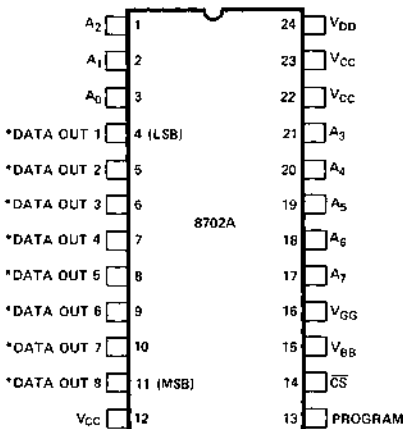 A2 1 24 VDD
A1 2 23 VCC
A0 3 22 VCC
*DATA OUT 1 4 (LSB) 21 A3
*DATA OUT 2 5 20 A4
*DATA OUT 3 6 19 A5
8702A
*DATA OUT 4 7 18 A6
*DATA OUT 5 8 17 A7
*DATA OUT 6 9 16 VGG
*DATA OUT 7 10 15 VBB
*DATA OUT 8 11 (MSB) 14 CS
VCC 12 13 PROGRAM